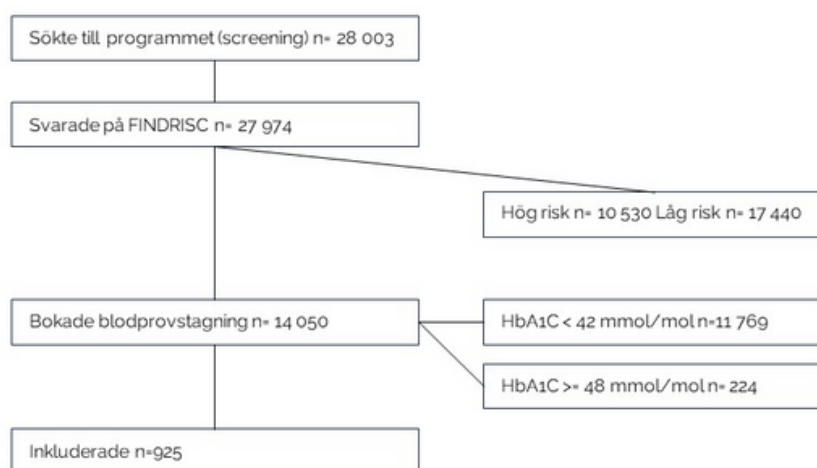 Sökte till programmet (screening) n= 28 003
Svarade på FINDRISC n= 27 974
Hög risk n= 10 530 Låg risk n= 17 440
Bokade blodprovstagning n= 14 050
HbA1C < 42 mmol/mol n=11 769
HbA1C >= 48 mmol/mol n= 224
Inkluderade n=925